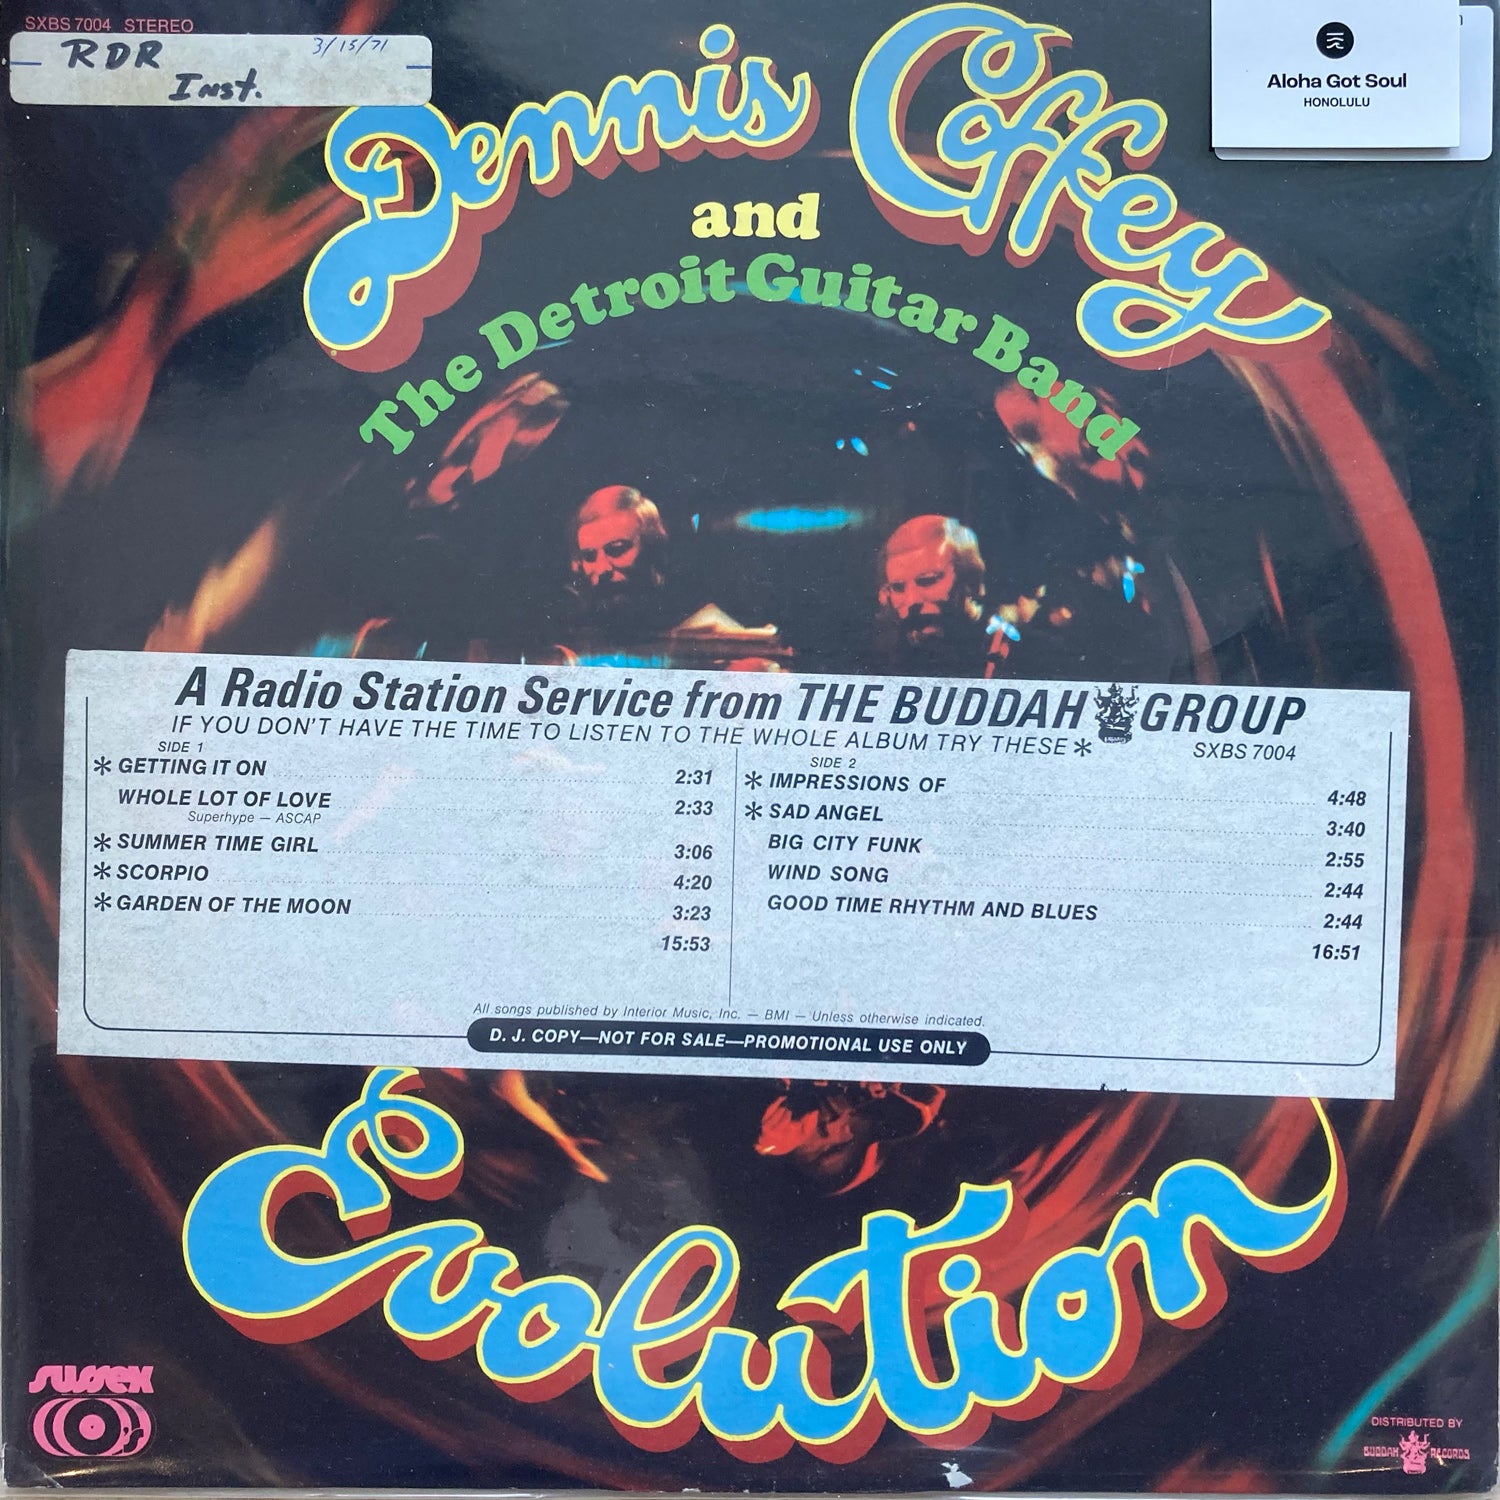 SXBS 7004 STEREO
RDR 3/15/71
Inst.
Aloha Got Soul
HONOLULU
Dennis Coffey
and
The Detroit Guitar Band
A Radio Station Service from THE BUDDAH GROUP
IF YOU DON'T HAVE THE TIME TO LISTEN TO THE WHOLE ALBUM TRY THESE *
SXBS 7004
SIDE 1
* GETTING IT ON 2:31
WHOLE LOT OF LOVE 2:33
Superhype — ASCAP
* SUMMER TIME GIRL 3:06
* SCORPIO 4:20
* GARDEN OF THE MOON 3:23
15:53
SIDE 2
* IMPRESSIONS OF 4:48
* SAD ANGEL 3:40
BIG CITY FUNK 2:55
WIND SONG 2:44
GOOD TIME RHYTHM AND BLUES 2:44
16:51
All songs published by Interior Music, Inc. — BMI — Unless otherwise indicated.
D. J. COPY—NOT FOR SALE—PROMOTIONAL USE ONLY
Evolution
sussex
DISTRIBUTED BY
BUDDAH RECORDS